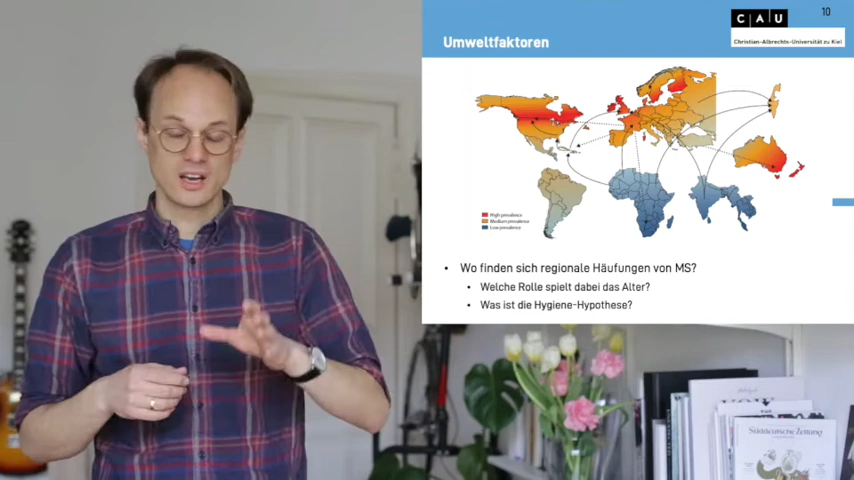 10
CAU
Christian-Albrechts-Universität zu Kiel
Umweltfaktoren
High prevalence
Medium prevalence
Low prevalence
• Wo finden sich regionale Häufungen von MS?
• Welche Rolle spielt dabei das Alter?
• Was ist die Hygiene-Hypothese?
Süddeutsche Zeitung